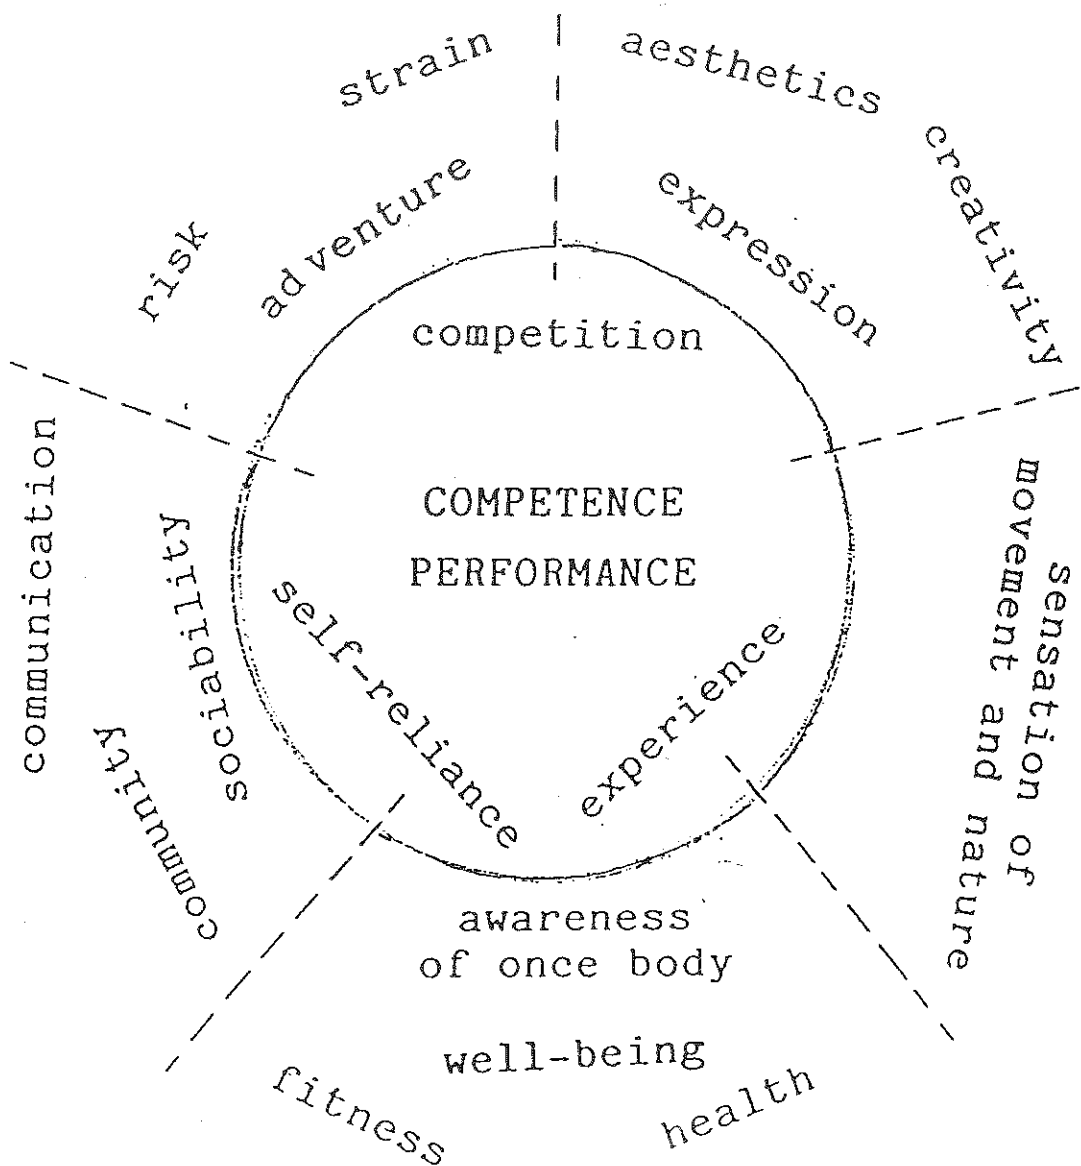 strain
aesthetics
creativity
risk
adventure
expression
competition
communication
sociability
community
COMPETENCE
PERFORMANCE
self-reliance
experience
sensation of
movement and nature
awareness
of once body
well-being
fitness
health